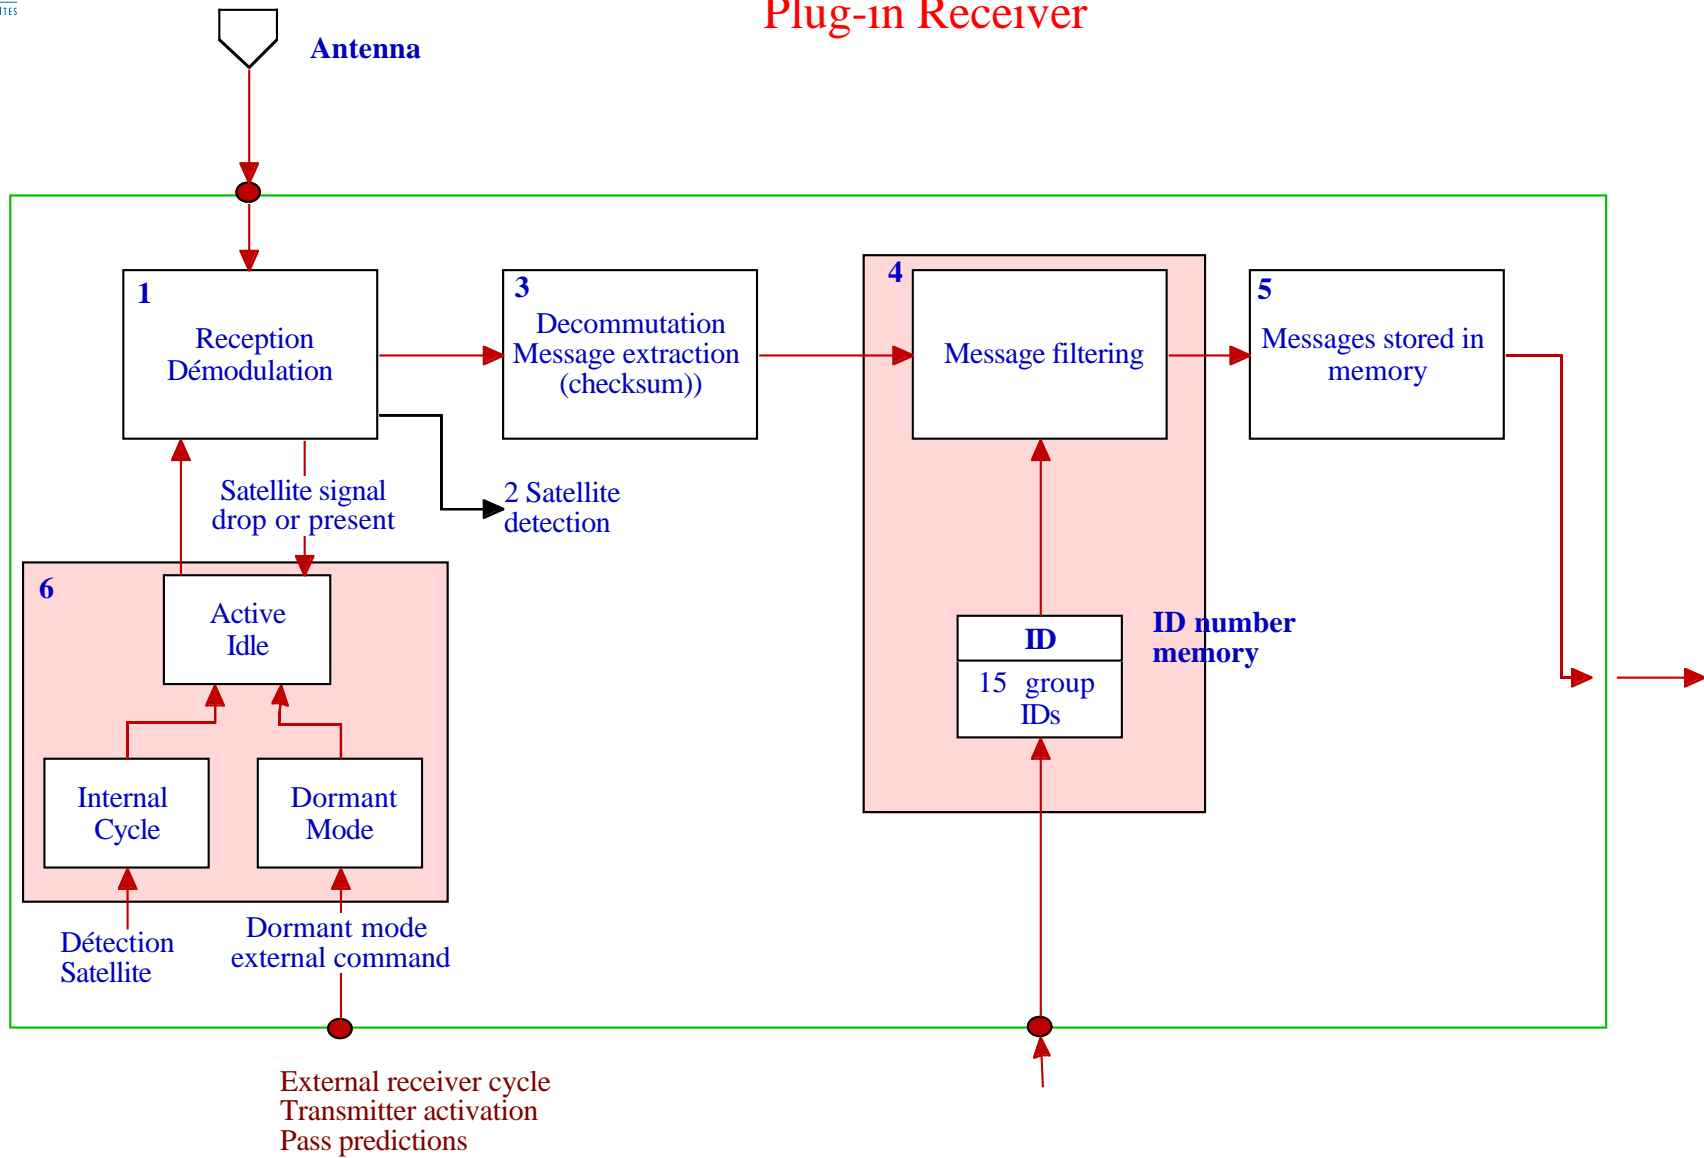 Plug-in Receiver
Antenna
1
Reception
Démodulation
3
Decommutation
Message extraction
(checksum))
4
Message filtering
5
Messages stored in
memory
Satellite signal
drop or present
2 Satellite
detection
6
Active
Idle
ID
15 group
IDs
ID number
memory
Internal
Cycle
Dormant
Mode
Détection
Satellite
Dormant mode
external command
External receiver cycle
Transmitter activation
Pass predictions